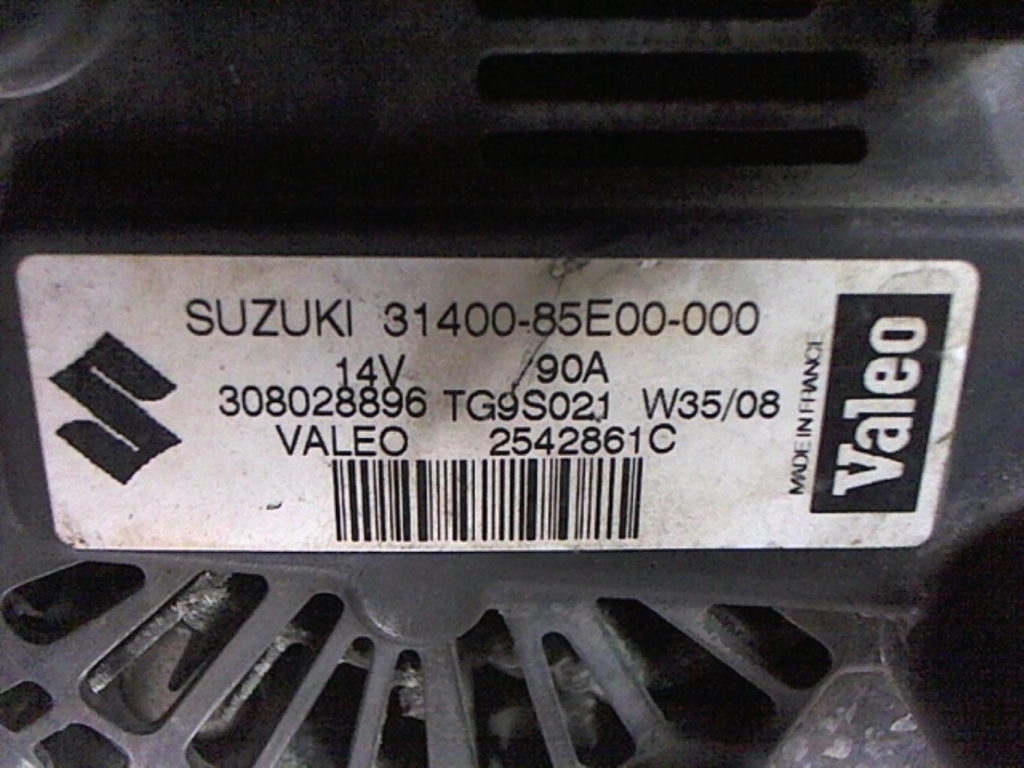 SUZUKI 31400-85E00-000
14V 90A
308028896 TG9S021 W35/08
VALEO 2542861C
MADE IN FRANCE
Valeo